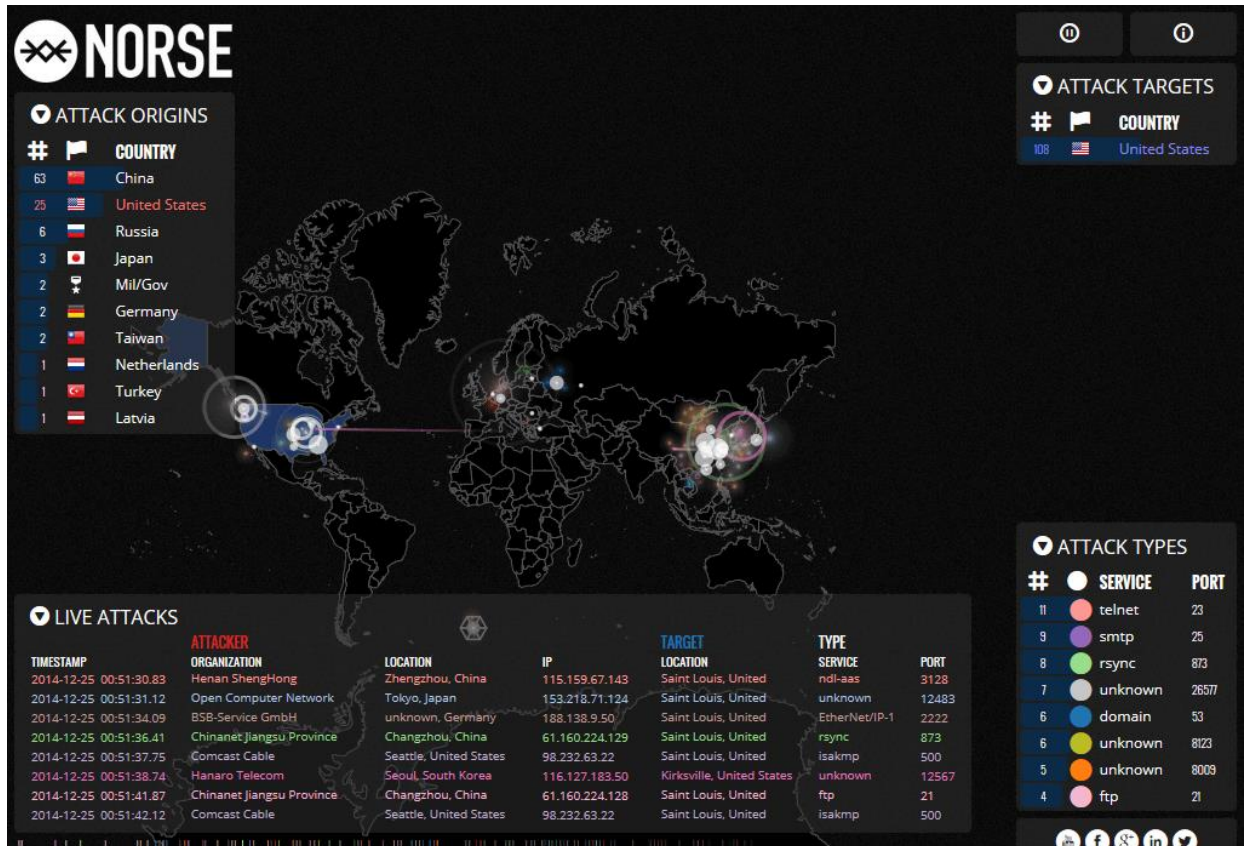 NORSE
ATTACK ORIGINS
# COUNTRY
63 China
25 United States
6 Russia
3 Japan
2 Mil/Gov
2 Germany
2 Taiwan
1 Netherlands
1 Turkey
1 Latvia
ATTACK TARGETS
# COUNTRY
108 United States
LIVE ATTACKS
ATTACKER TARGET TYPE
TIMESTAMP ORGANIZATION LOCATION IP LOCATION SERVICE PORT
2014-12-25 00:51:30.83 Henan ShengHong Zhengzhou, China 115.159.67.143 Saint Louis, United ndl-aas 3128
2014-12-25 00:51:31.12 Open Computer Network Tokyo, Japan 153.218.71.124 Saint Louis, United unknown 12483
2014-12-25 00:51:34.09 BSB-Service GmbH unknown, Germany 188.138.9.50 Saint Louis, United EtherNet/IP-1 2222
2014-12-25 00:51:36.41 Chinanet Jiangsu Province Changzhou, China 61.160.224.129 Saint Louis, United rsync 873
2014-12-25 00:51:37.75 Comcast Cable Seattle, United States 98.232.63.22 Saint Louis, United isakmp 500
2014-12-25 00:51:38.74 Hanaro Telecom Seoul, South Korea 116.127.183.50 Kirksville, United States unknown 12567
2014-12-25 00:51:41.87 Chinanet Jiangsu Province Changzhou, China 61.160.224.128 Saint Louis, United ftp 21
2014-12-25 00:51:42.12 Comcast Cable Seattle, United States 98.232.63.22 Saint Louis, United isakmp 500
ATTACK TYPES
# SERVICE PORT
11 telnet 23
9 smtp 25
8 rsync 873
7 unknown 26577
6 domain 53
6 unknown 8123
5 unknown 8009
4 ftp 21